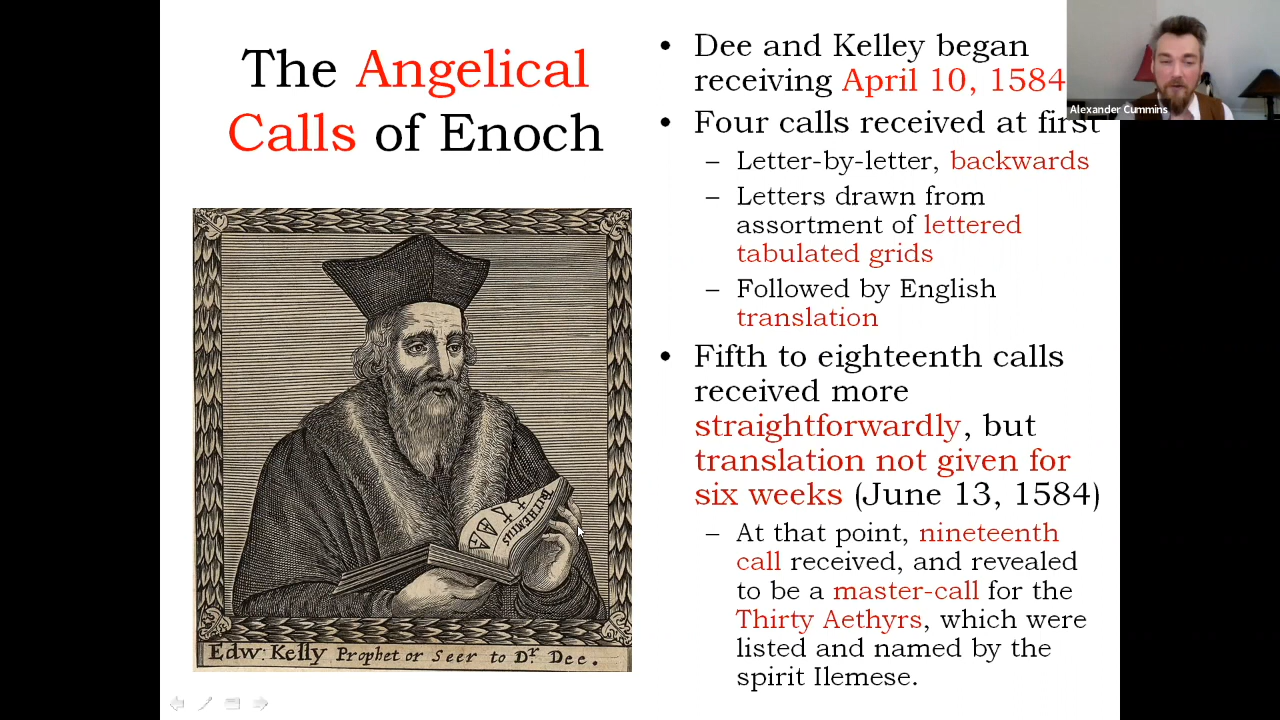 The Angelical
Calls of Enoch
Edw: Kelly Prophet or Seer to Dr Dee.
• Dee and Kelley began
receiving April 10, 1584
• Four calls received at first
– Letter-by-letter, backwards
– Letters drawn from
assortment of lettered
tabulated grids
– Followed by English
translation
• Fifth to eighteenth calls
received more
straightforwardly, but
translation not given for
six weeks (June 13, 1584)
– At that point, nineteenth
call received, and revealed
to be a master-call for the
Thirty Aethyrs, which were
listed and named by the
spirit Ilemese.
Alexander Cummins